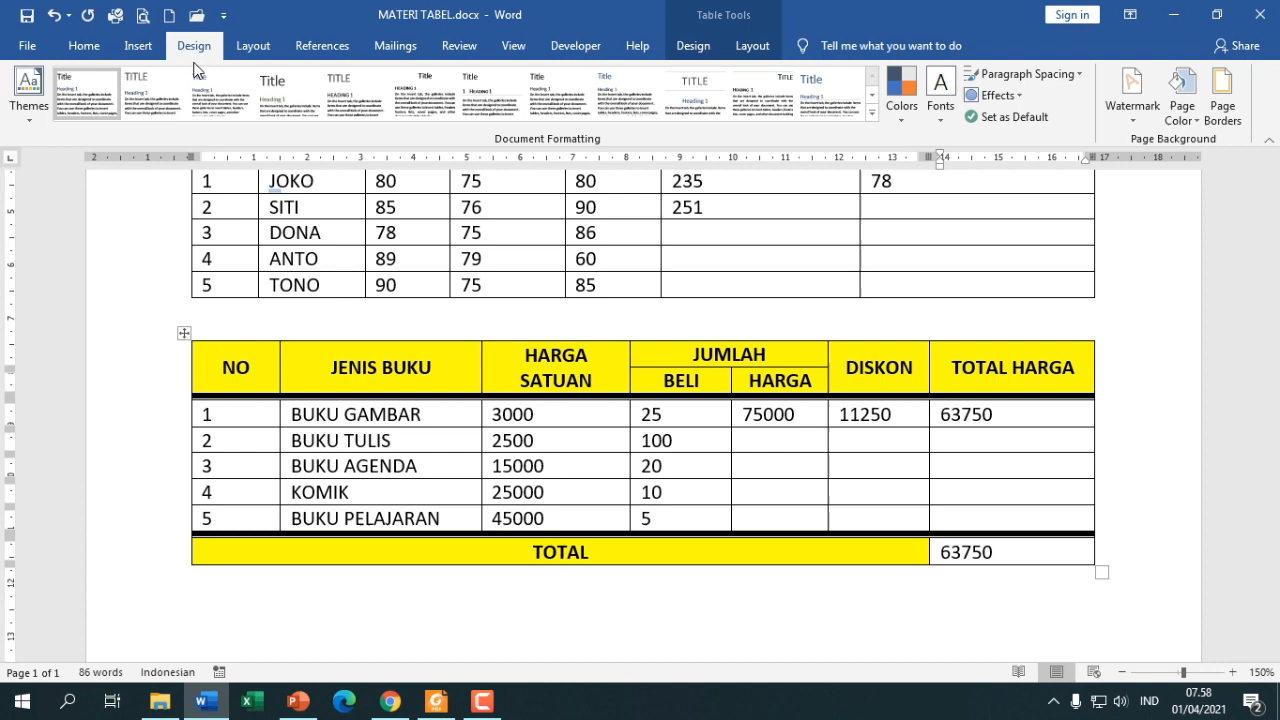 MATERI TABEL.docx - Word
Table Tools
Sign in
File Home Insert Design Layout References Mailings Review View Developer Help Design Layout Tell me what you want to do Share
Themes
Colors
Fonts
Paragraph Spacing
Effects
Set as Default
Watermark
Page Color
Page Borders
Document Formatting
Page Background
1 JOKO 80 75 80 235 78
2 SITI 85 76 90 251
3 DONA 78 75 86
4 ANTO 89 79 60
5 TONO 90 75 85
NO JENIS BUKU HARGA SATUAN JUMLAH DISKON TOTAL HARGA
BELI HARGA
1 BUKU GAMBAR 3000 25 75000 11250 63750
2 BUKU TULIS 2500 100
3 BUKU AGENDA 15000 20
4 KOMIK 25000 10
5 BUKU PELAJARAN 45000 5
TOTAL 63750
Page 1 of 1 86 words Indonesian 150%
IND 07.58
01/04/2021 2